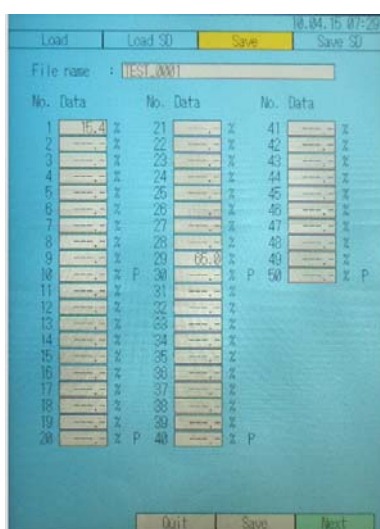 10.04.15 07:29
Load Load SD Save Save SD
File name : TEST.0001
No. Data No. Data No. Data
1 15.4 % 21 ---.- % 41 ---.- %
2 ---.- % 22 ---.- % 42 ---.- %
3 ---.- % 23 ---.- % 43 ---.- %
4 ---.- % 24 ---.- % 44 ---.- %
5 ---.- % 25 ---.- % 45 ---.- %
6 ---.- % 26 ---.- % 46 ---.- %
7 ---.- % 27 ---.- % 47 ---.- %
8 ---.- % 28 ---.- % 48 ---.- %
9 ---.- % 29 65.0 % 49 ---.- %
10 ---.- % P 30 ---.- % P 50 ---.- % P
11 ---.- % 31 ---.- %
12 ---.- % 32 ---.- %
13 ---.- % 33 ---.- %
14 ---.- % 34 ---.- %
15 ---.- % 35 ---.- %
16 ---.- % 36 ---.- %
17 ---.- % 37 ---.- %
18 ---.- % 38 ---.- %
19 ---.- % 39 ---.- %
20 ---.- % P 40 ---.- % P
Quit Save Next